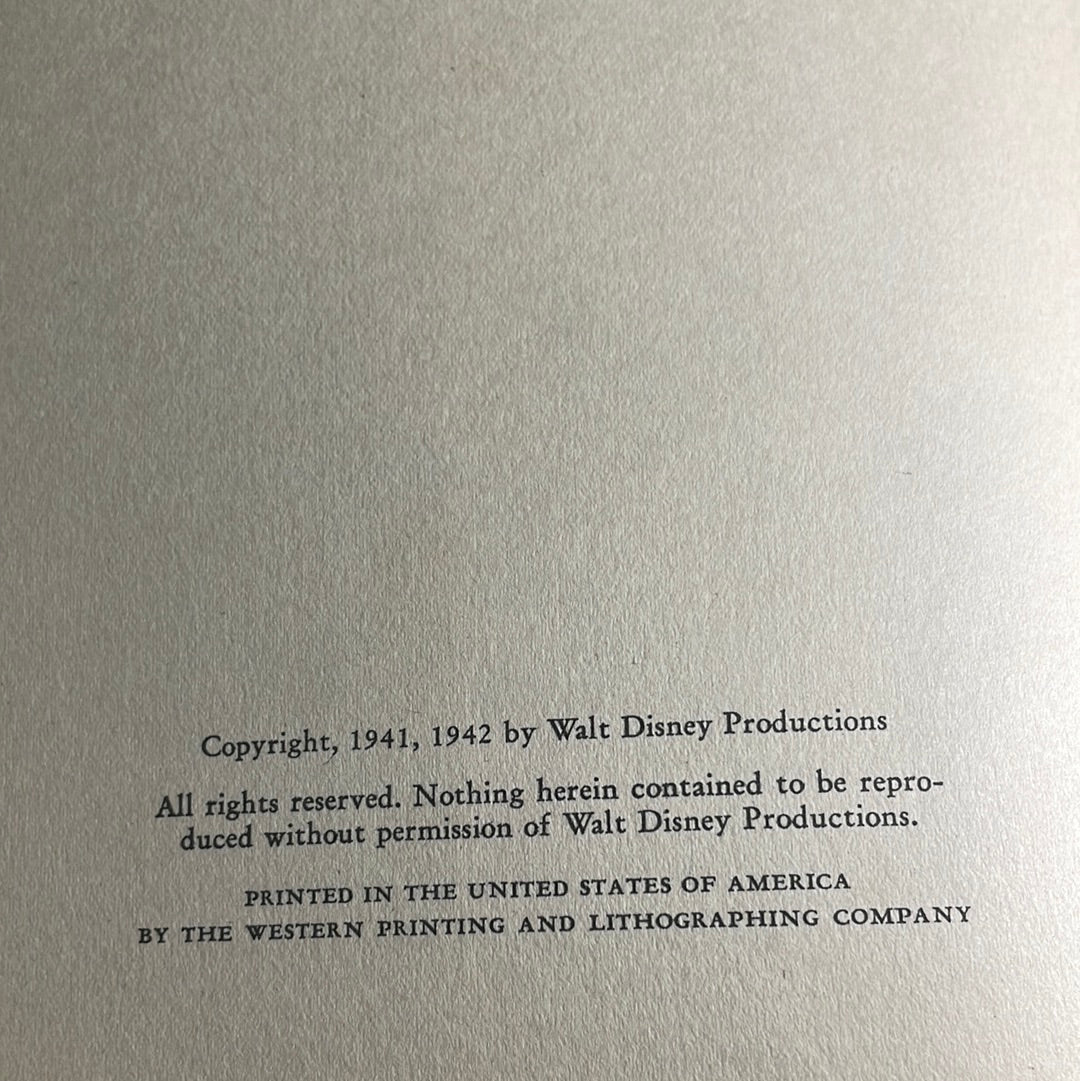 Copyright, 1941, 1942 by Walt Disney Productions
All rights reserved. Nothing herein contained to be repro-
duced without permission of Walt Disney Productions.
PRINTED IN THE UNITED STATES OF AMERICA
BY THE WESTERN PRINTING AND LITHOGRAPHING COMPANY